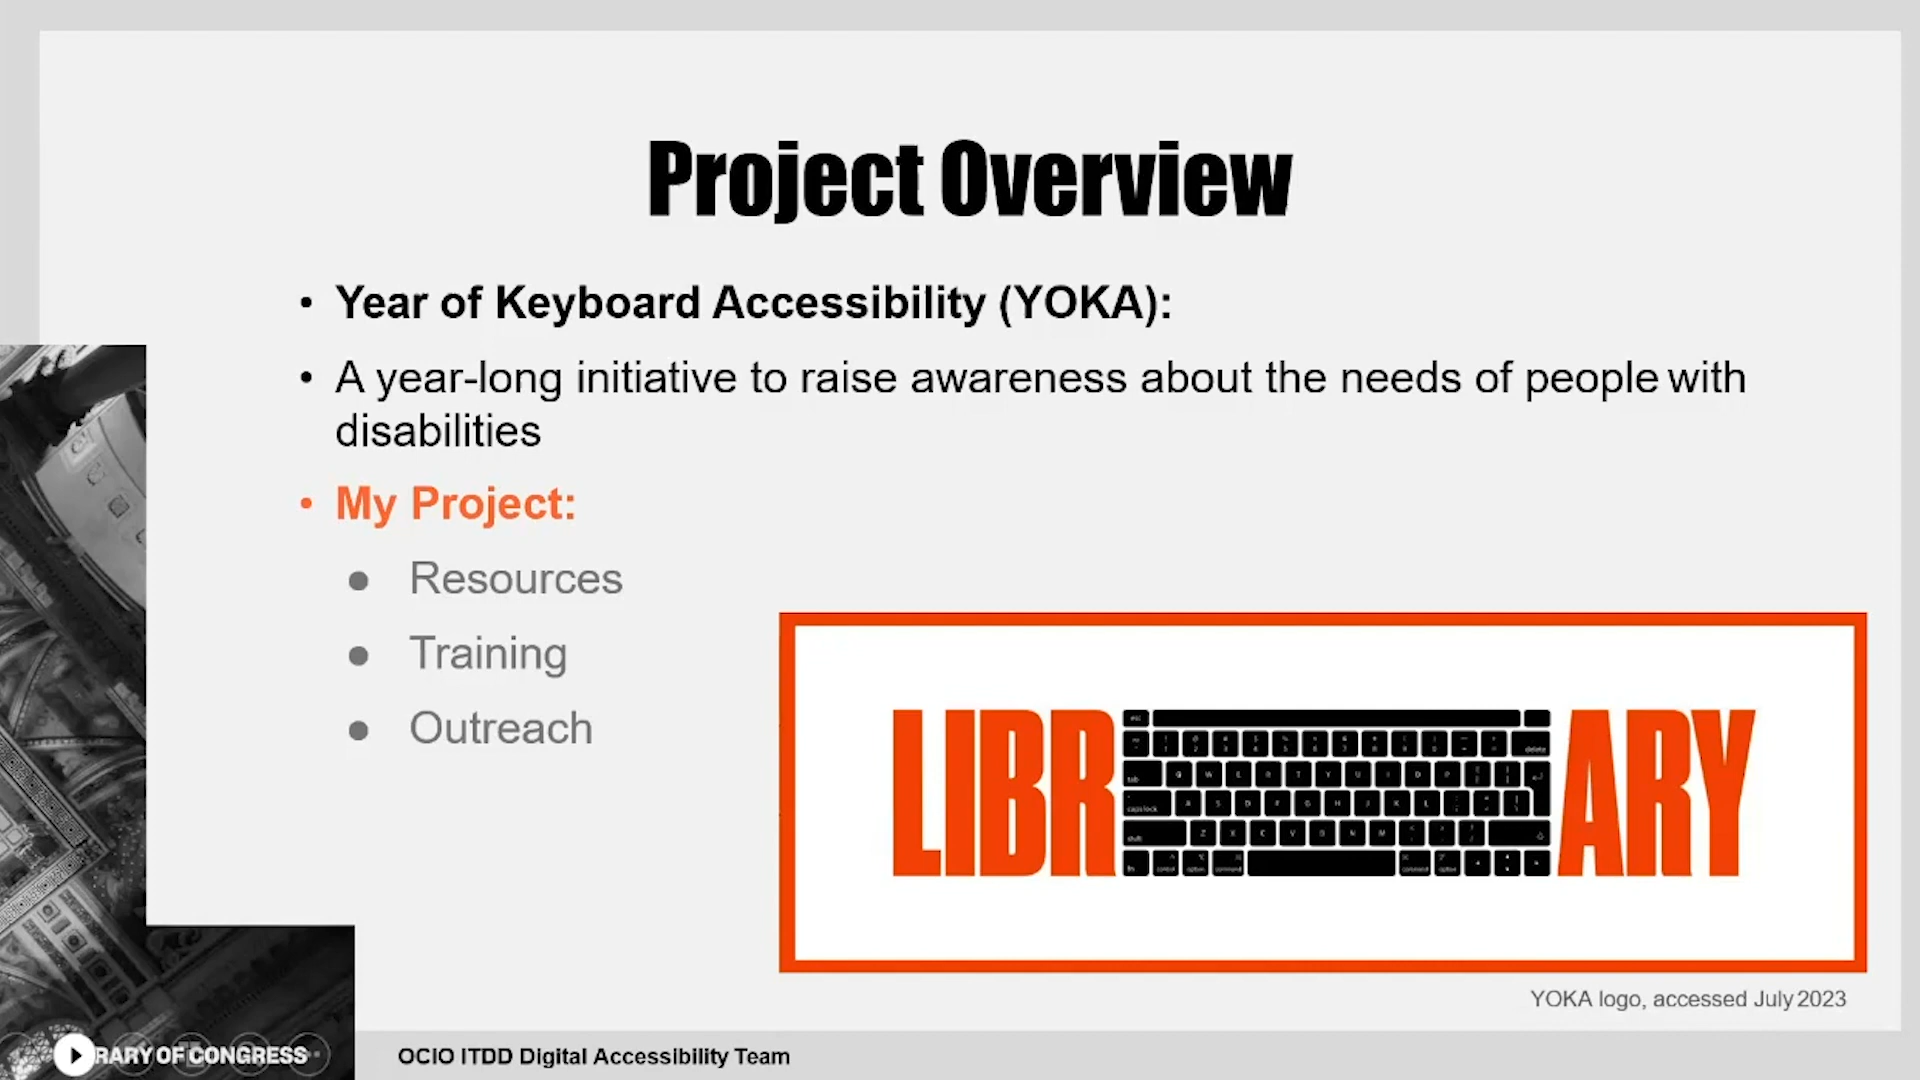 Project Overview
• Year of Keyboard Accessibility (YOKA):
• A year-long initiative to raise awareness about the needs of people with
disabilities
• My Project:
● Resources
● Training
● Outreach
LIBR ARY
YOKA logo, accessed July 2023
RARY OF CONGRESS
OCIO ITDD Digital Accessibility Team